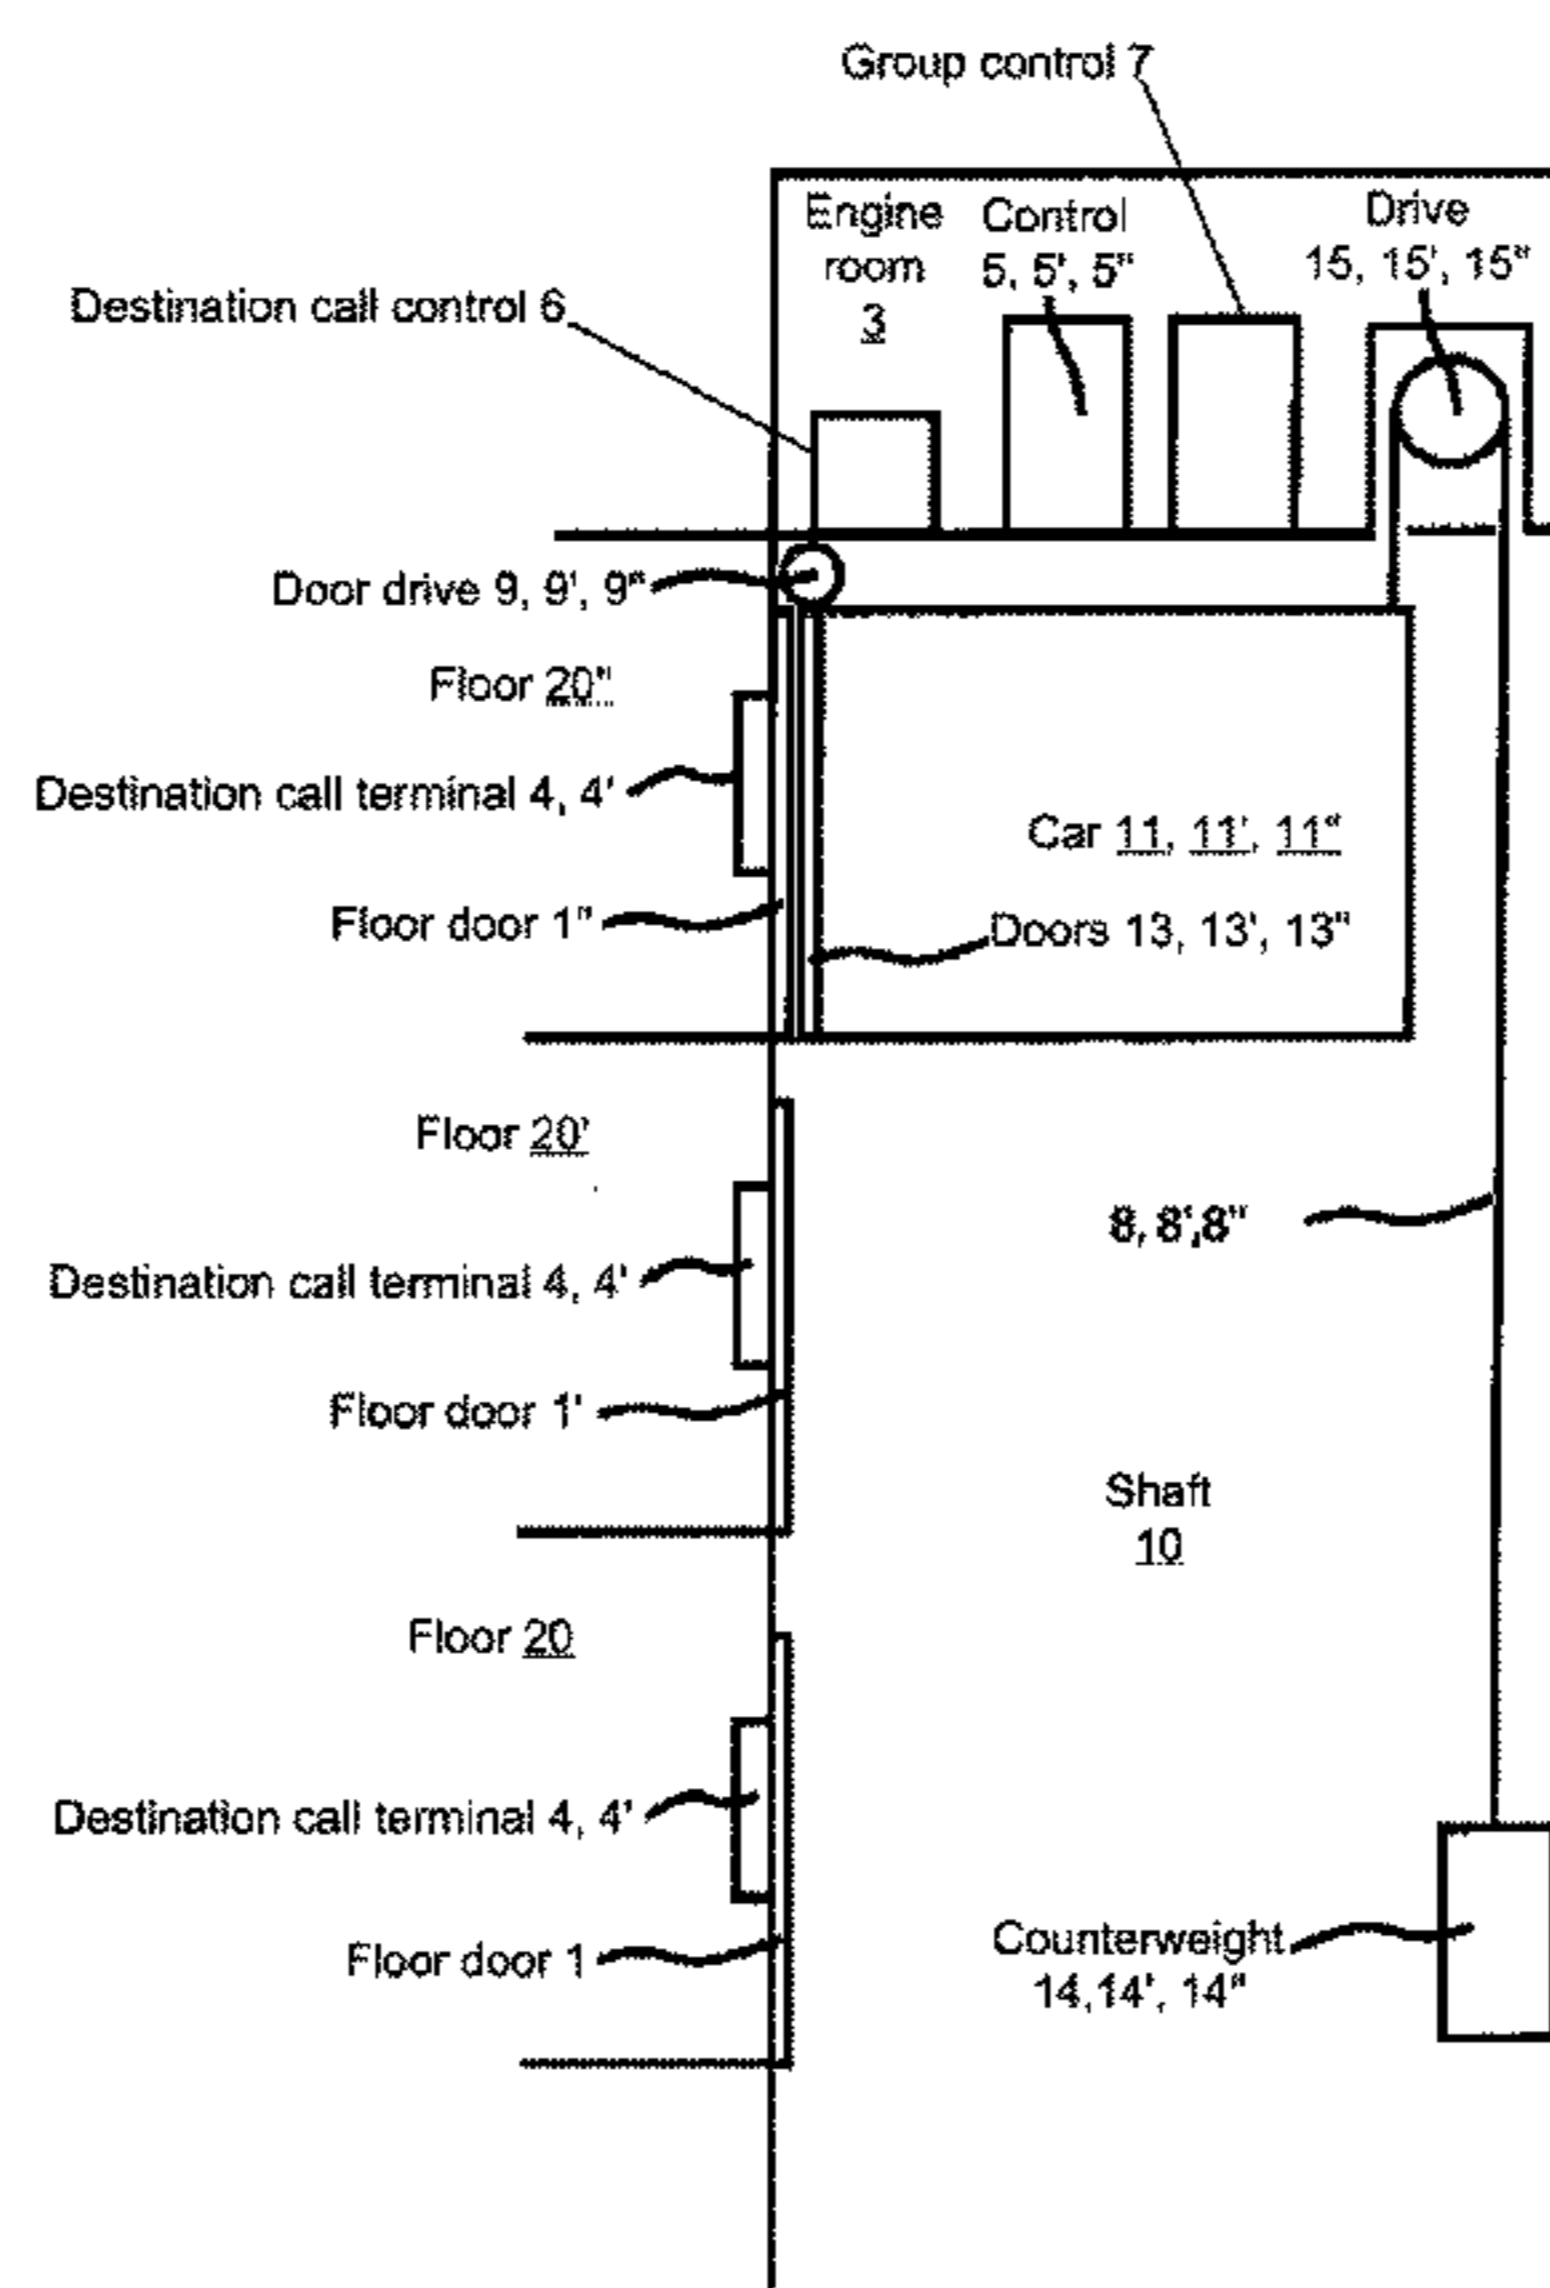 Group control 7
Engine
room
3
Control
5, 5', 5"
Drive
15, 15', 15"
Destination call control 6
Door drive 9, 9', 9"
Floor 20"
Destination call terminal 4, 4'
Car 11, 11', 11"
Floor door 1"
Doors 13, 13', 13"
Floor 20'
8, 8',8"
Destination call terminal 4, 4'
Floor door 1'
Shaft
10
Floor 20
Destination call terminal 4, 4'
Floor door 1
Counterweight
14,14', 14"